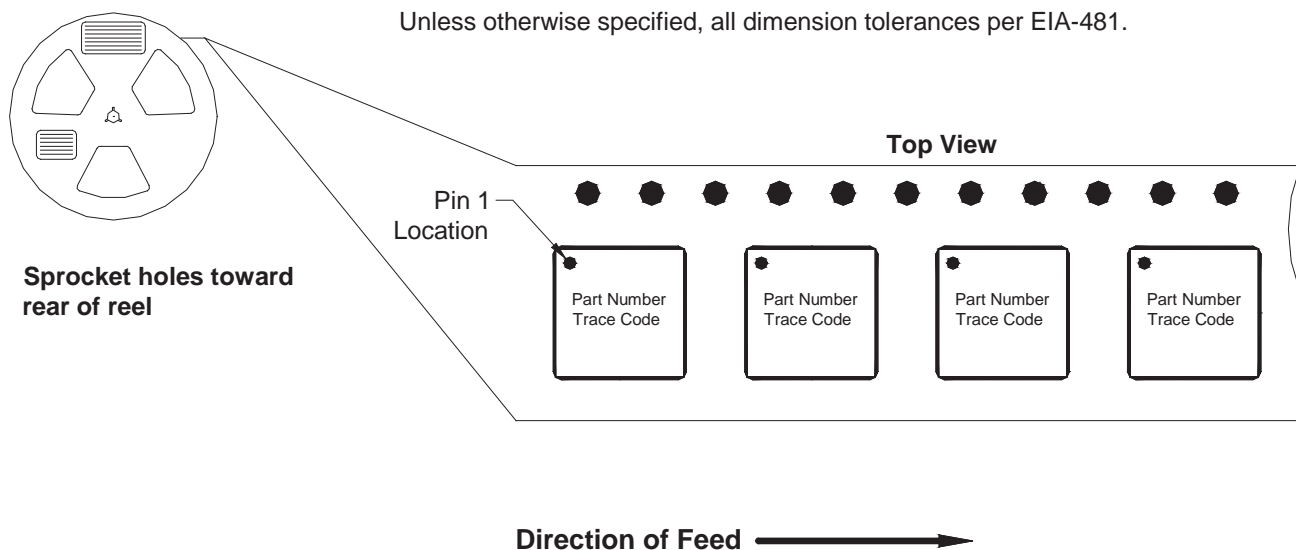 Unless otherwise specified, all dimension tolerances per EIA-481.
Top View
Pin 1
Location
Sprocket holes toward
rear of reel
Part Number
Trace Code
Part Number
Trace Code
Part Number
Trace Code
Part Number
Trace Code
Direction of Feed